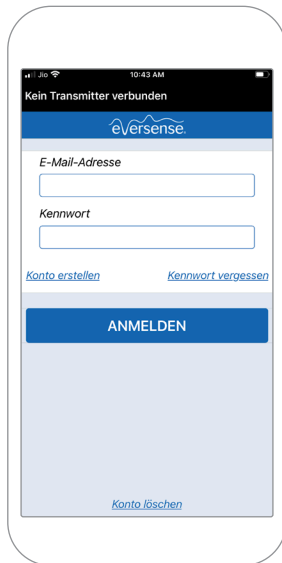 Jio 10:43 AM
Kein Transmitter verbunden
eversense.
E-Mail-Adresse
Kennwort
Konto erstellen Kennwort vergessen
ANMELDEN
Konto löschen